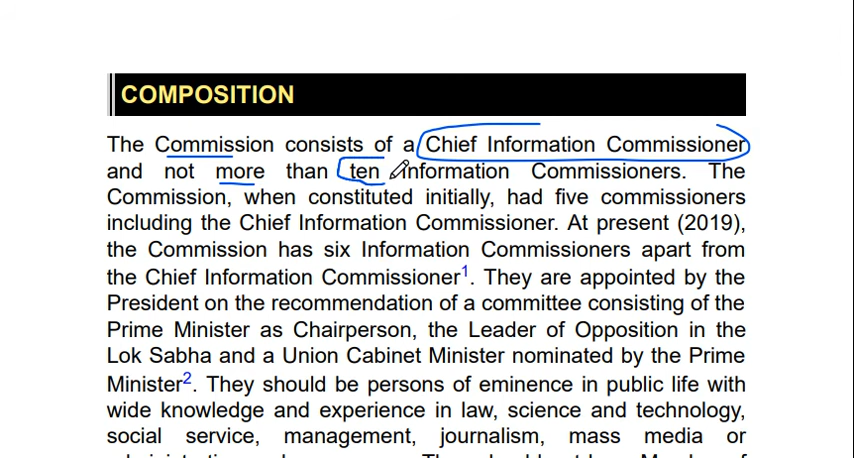 COMPOSITION
The Commission consists of a Chief Information Commissioner
and not more than ten Information Commissioners. The
Commission, when constituted initially, had five commissioners
including the Chief Information Commissioner. At present (2019),
the Commission has six Information Commissioners apart from
the Chief Information Commissioner1. They are appointed by the
President on the recommendation of a committee consisting of the
Prime Minister as Chairperson, the Leader of Opposition in the
Lok Sabha and a Union Cabinet Minister nominated by the Prime
Minister2. They should be persons of eminence in public life with
wide knowledge and experience in law, science and technology,
social service, management, journalism, mass media or